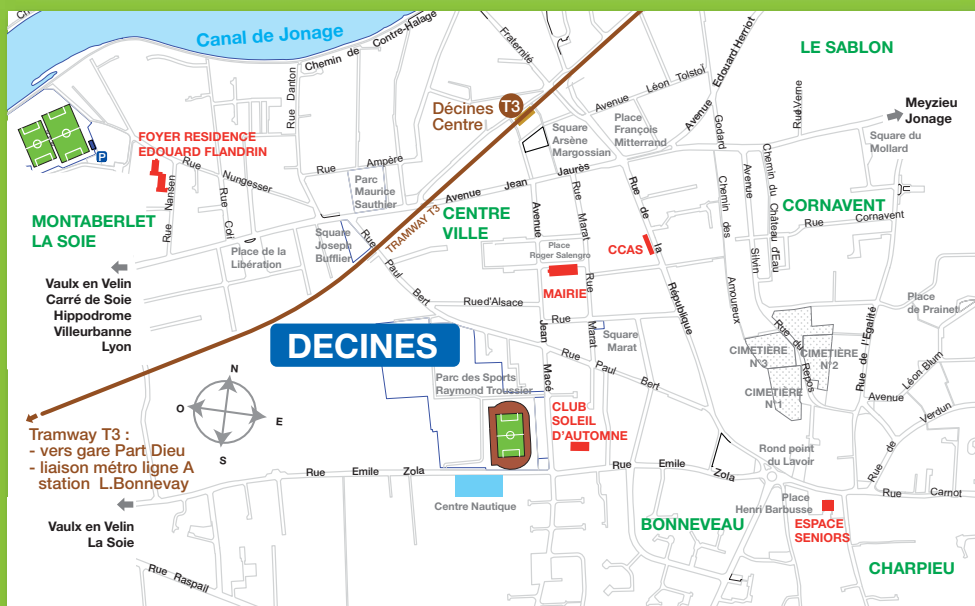 Canal de Jonage
Chemin de Contre-Halage
Fraternité
Rue Danton
LE SABLON
Avenue Léon Tolstoï
Avenue Edouard Herriot
Meyzieu
Jonage
Décines
Centre
T3
Square
Arsène
Margossian
Place
François
Mitterrand
Square du
Mollard
FOYER RESIDENCE
EDOUARD FLANDRIN
P
Rue Nungesser
Rue Ampère
Rue Nansen
Rue Coli
Parc
Maurice
Sauthier
Avenue Jean Jaurès
TRAMWAY T3
CENTRE
VILLE
MONTABERLET
LA SOIE
Square
Joseph
Bufflier
Place de la
Libération
Rue Paul Bert
Avenue Jean Macé
Rue Marat
Place
Roger Salengro
MAIRIE
CCAS
Rue de la République
Godard
Chemin des Amoureux
Avenue Silvin
Chemin du Château d'Eau
CORNAVENT
Rue Cornavent
Vaulx en Velin
Carré de Soie
Hippodrome
Villeurbanne
Lyon
Rue d'Alsace
Rue Marat
Square
Marat
Place
de Prainet
DECINES
Rue Paul Bert
Rue du Repos
CIMETIÈRE
N°3
CIMETIÈRE
N°2
CIMETIÈRE
N°1
Rue de l'Egalité
Avenue Léon Blum
Rue de Verdun
Parc des Sports
Raymond Troussier
N
O
E
S
CLUB
SOLEIL
D'AUTOMNE
Tramway T3 :
- vers gare Part Dieu
- liaison métro ligne A
station L.Bonnevay
Rue Emile Zola
Rue Emile Zola
Rond point
du Lavoir
Centre Nautique
Place
Henri Barbusse
Rue Carnot
Vaulx en Velin
La Soie
BONNEVEAU
ESPACE
SENIORS
CHARPIEU
Rue Raspail